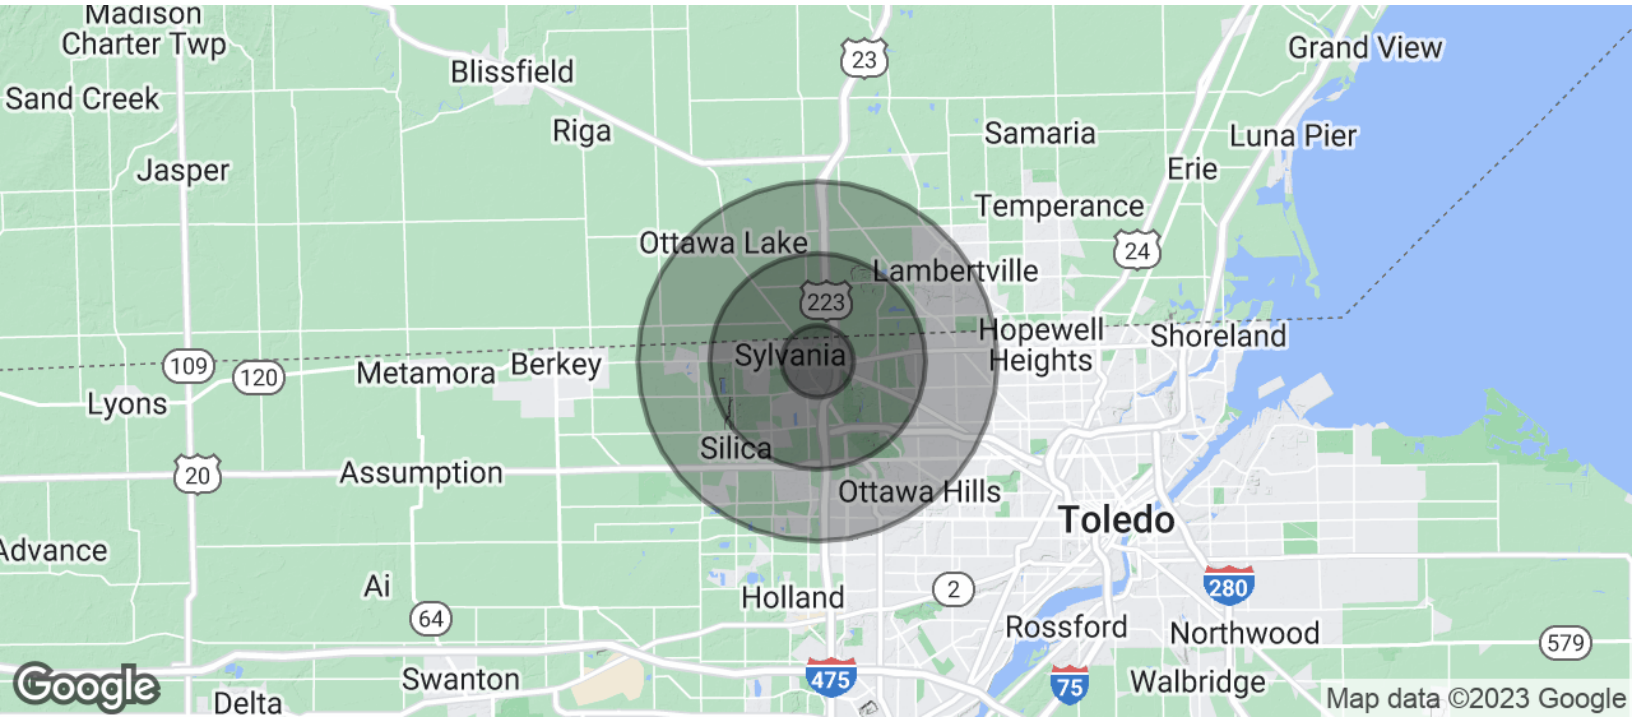 Madison
Charter Twp
Grand View
23
Blissfield
Sand Creek
Riga
Samaria
Luna Pier
Jasper
Erie
Temperance
Ottawa Lake
24
Lambertville
223
Hopewell
Heights
Shoreland
Sylvania
109
120
Metamora
Berkey
Lyons
Silica
20
Assumption
Ottawa Hills
Toledo
Advance
Ai
2
280
Holland
64
Rossford
Northwood
579
Swanton
475
75
Walbridge
Google
Delta
Map data ©2023 Google